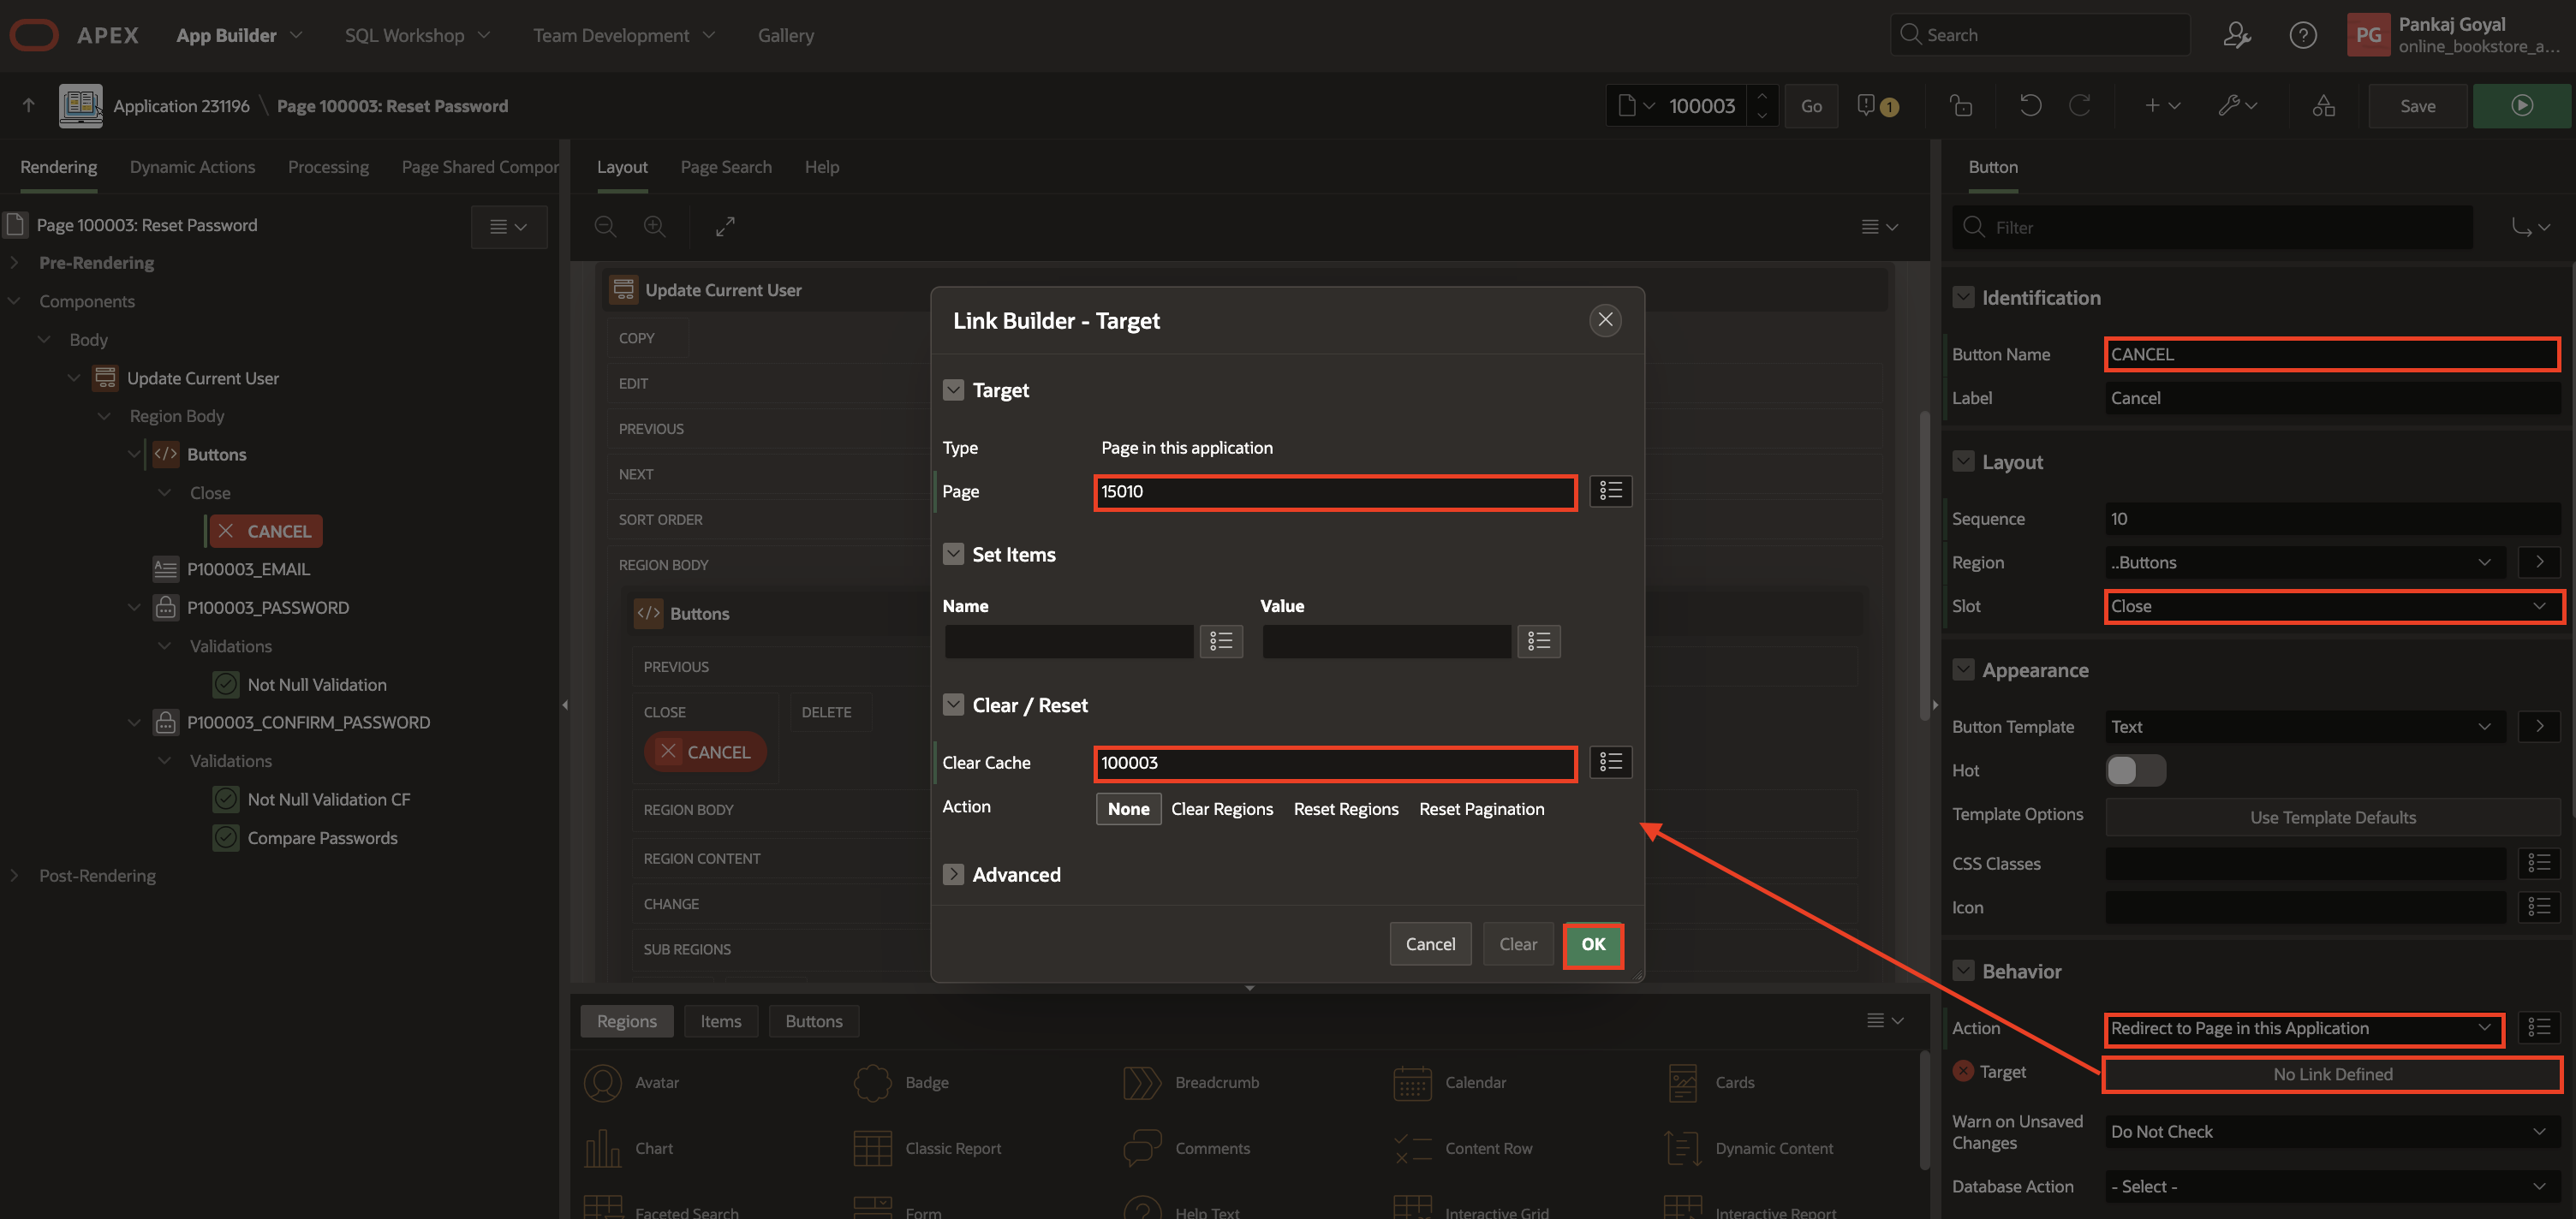 APEX App Builder SQL Workshop Team Development Gallery Search PG Pankaj Goyal
online_bookstore_a...
Application 231196 \ Page 100003: Reset Password 100003 Go 1 Save
Rendering Dynamic Actions Processing Page Shared Compor
Page 100003: Reset Password
Pre-Rendering
Components
Body
Update Current User
Region Body
Buttons
Close
CANCEL
P100003_EMAIL
P100003_PASSWORD
Validations
Not Null Validation
P100003_CONFIRM_PASSWORD
Validations
Not Null Validation CF
Compare Passwords
Post-Rendering
Layout Page Search Help
Update Current User
COPY
EDIT
PREVIOUS
NEXT
SORT ORDER
REGION BODY
Buttons
PREVIOUS
CLOSE DELETE
CANCEL
REGION BODY
REGION CONTENT
CHANGE
SUB REGIONS
Link Builder - Target
Target
Type Page in this application
Page 15010
Set Items
Name Value
Clear / Reset
Clear Cache 100003
Action None Clear Regions Reset Regions Reset Pagination
Advanced
Cancel Clear OK
Regions Items Buttons
Avatar Badge Breadcrumb Calendar Cards
Chart Classic Report Comments Content Row Dynamic Content
Faceted Search Form Help Text Interactive Grid Interactive Report
Button
Filter
Identification
Button Name CANCEL
Label Cancel
Layout
Sequence 10
Region ..Buttons
Slot Close
Appearance
Button Template Text
Hot
Template Options Use Template Defaults
CSS Classes
Icon
Behavior
Action Redirect to Page in this Application
Target No Link Defined
Warn on Unsaved
Changes Do Not Check
Database Action - Select -